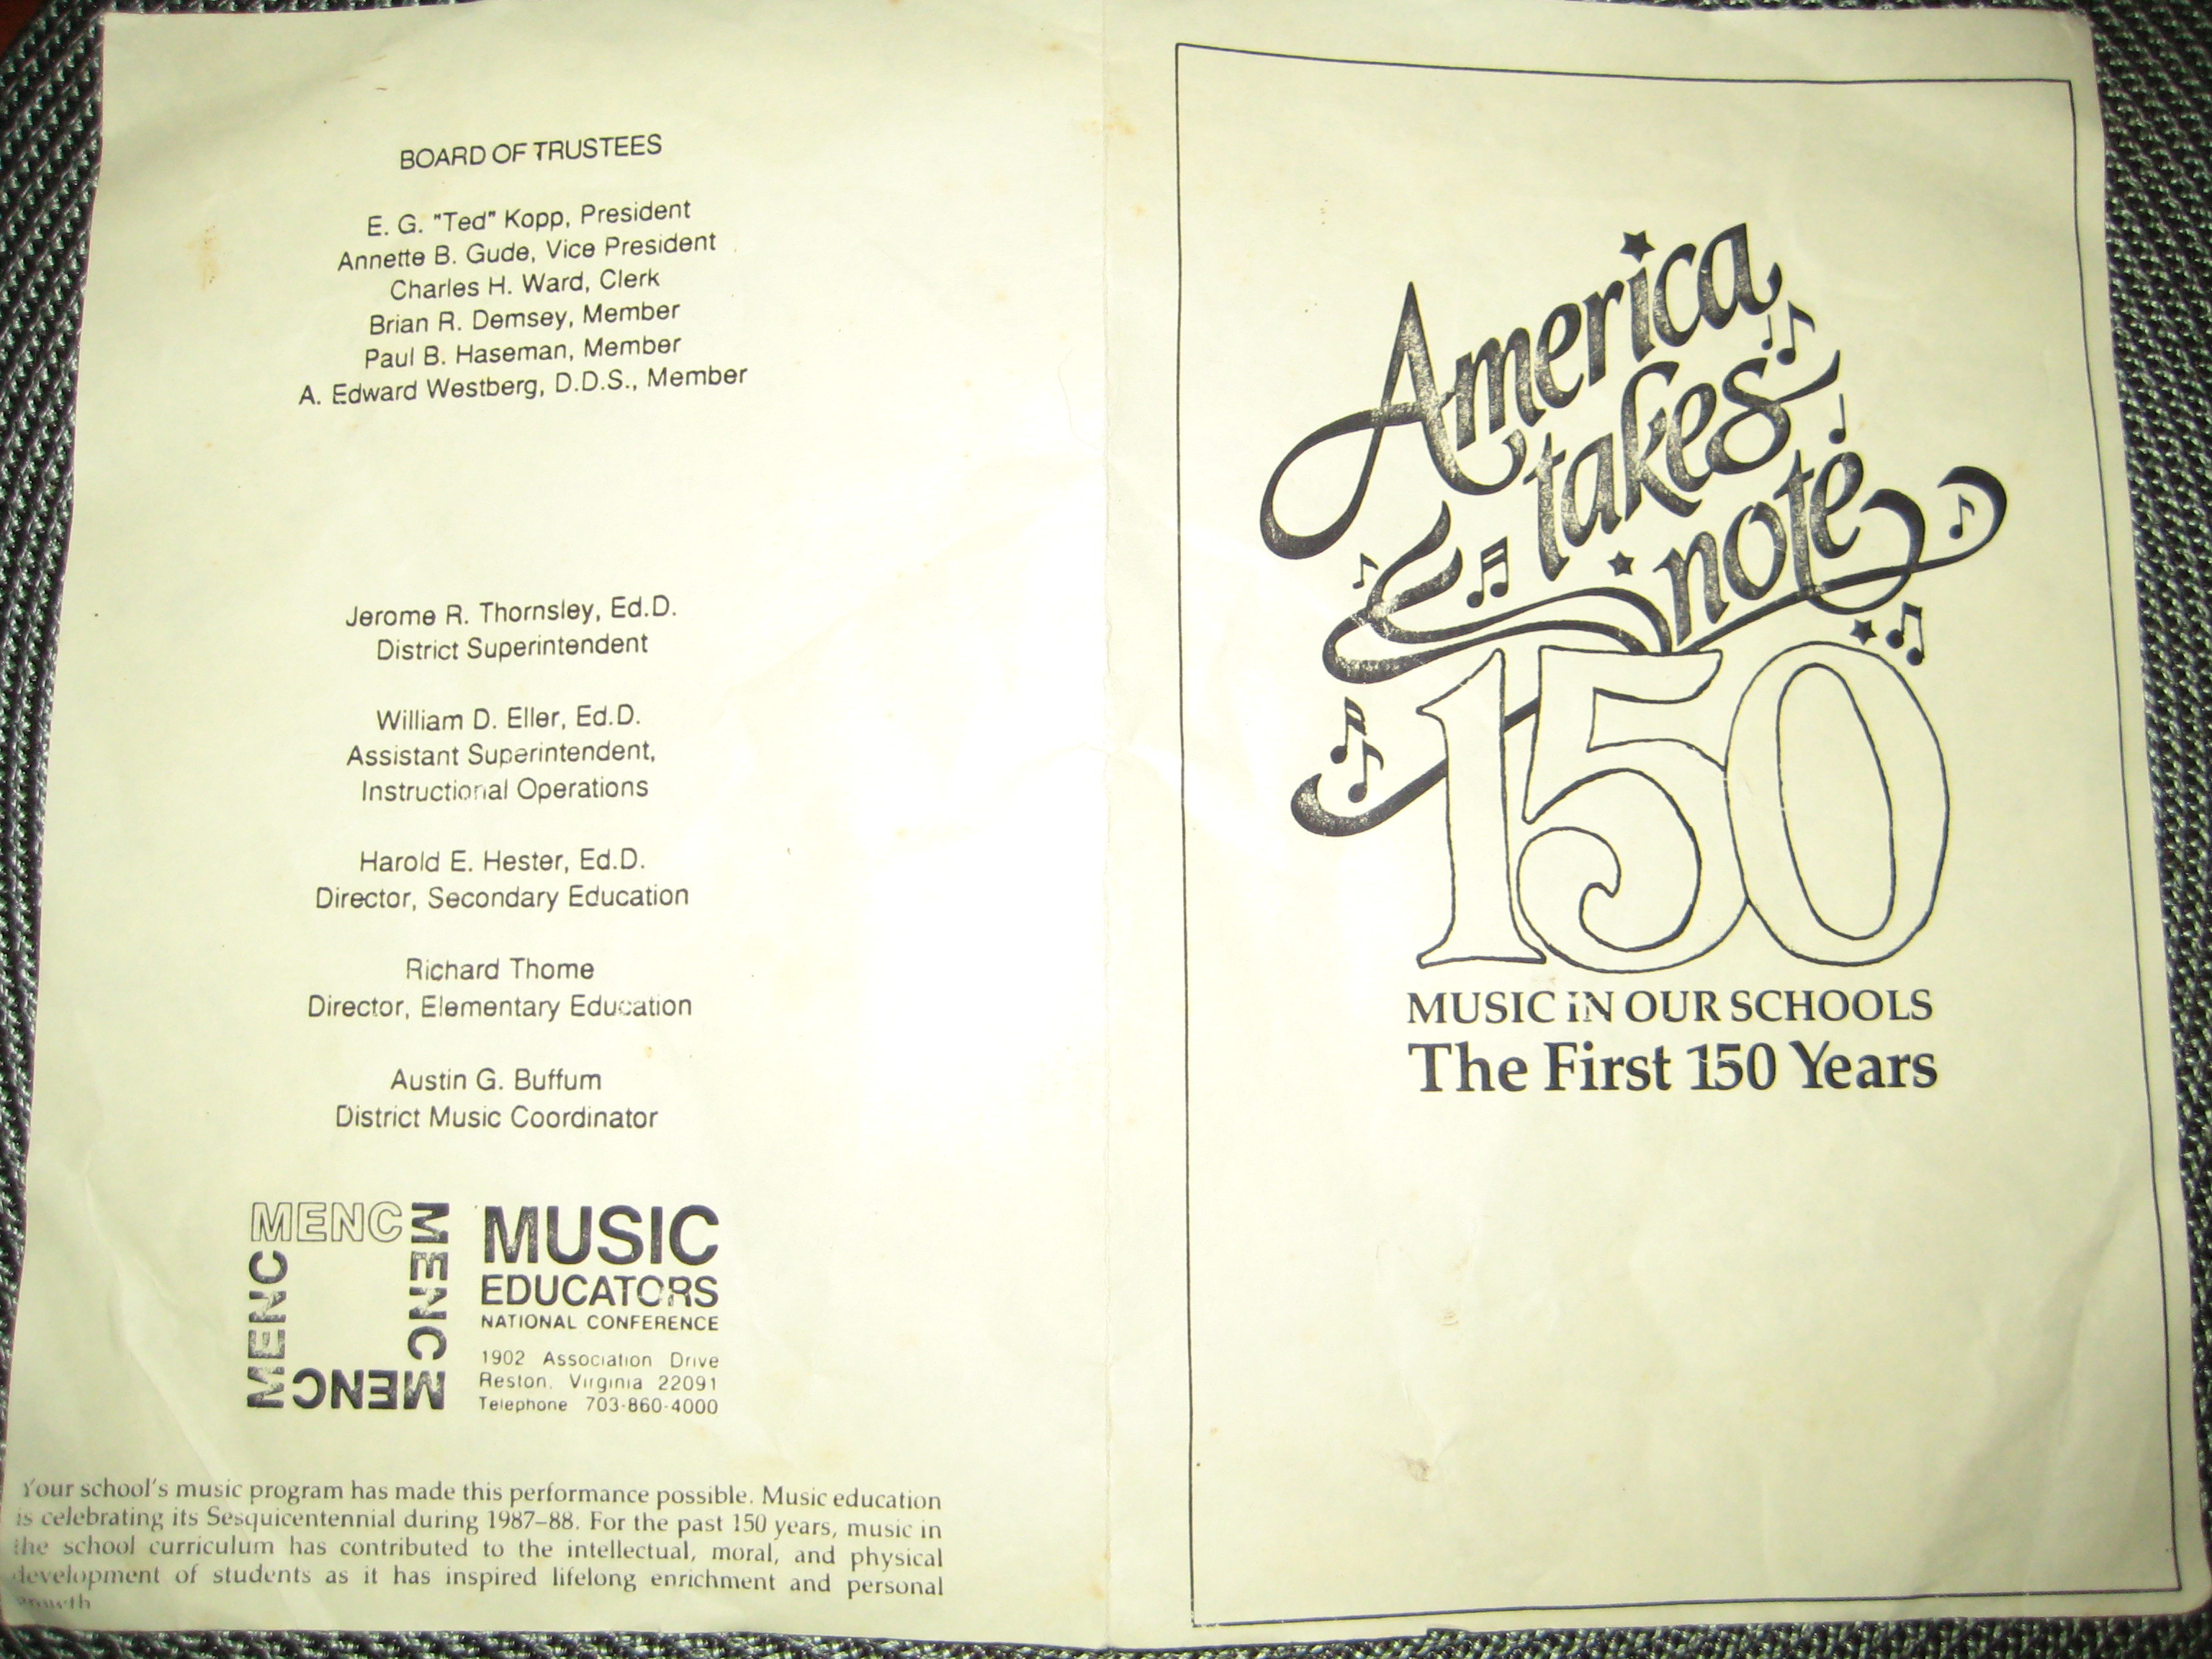 BOARD OF TRUSTEES
E. G. "Ted" Kopp, President
Annette B. Gude, Vice President
Charles H. Ward, Clerk
Brian R. Demsey, Member
Paul B. Haseman, Member
A. Edward Westberg, D.D.S., Member
Jerome R. Thornsley, Ed.D.
District Superintendent
William D. Eller, Ed.D.
Assistant Superintendent,
Instructional Operations
Harold E. Hester, Ed.D.
Director, Secondary Education
Richard Thome
Director, Elementary Education
Austin G. Buffum
District Music Coordinator
MENC
MENC
MENC
MENC
MUSIC
EDUCATORS
NATIONAL CONFERENCE
1902 Association Drive
Reston, Virginia 22091
Telephone 703-860-4000
Your school's music program has made this performance possible. Music education
is celebrating its Sesquicentennial during 1987–88. For the past 150 years, music in
the school curriculum has contributed to the intellectual, moral, and physical
development of students as it has inspired lifelong enrichment and personal
growth
America
takes
note
150
MUSIC IN OUR SCHOOLS
The First 150 Years